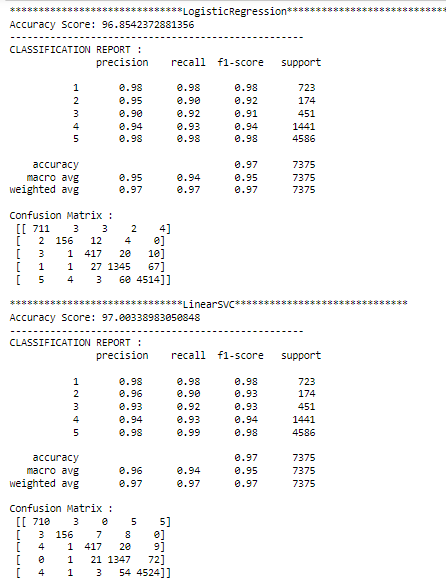 ******************************LogisticRegression******************************
Accuracy Score: 96.8542372881356
--------------------------------------------------
CLASSIFICATION REPORT :
precision recall f1-score support
1 0.98 0.98 0.98 723
2 0.95 0.90 0.92 174
3 0.90 0.92 0.91 451
4 0.94 0.93 0.94 1441
5 0.98 0.98 0.98 4586
accuracy 0.97 7375
macro avg 0.95 0.94 0.95 7375
weighted avg 0.97 0.97 0.97 7375
Confusion Matrix :
[[ 711 3 3 2 4]
[ 2 156 12 4 0]
[ 3 1 417 20 10]
[ 1 1 27 1345 67]
[ 5 4 3 60 4514]]
******************************LinearSVC******************************
Accuracy Score: 97.00338983050848
--------------------------------------------------
CLASSIFICATION REPORT :
precision recall f1-score support
1 0.98 0.98 0.98 723
2 0.96 0.90 0.93 174
3 0.93 0.92 0.93 451
4 0.94 0.93 0.94 1441
5 0.98 0.99 0.98 4586
accuracy 0.97 7375
macro avg 0.96 0.94 0.95 7375
weighted avg 0.97 0.97 0.97 7375
Confusion Matrix :
[[ 710 3 0 5 5]
[ 3 156 7 8 0]
[ 4 1 417 20 9]
[ 0 1 21 1347 72]
[ 4 1 3 54 4524]]